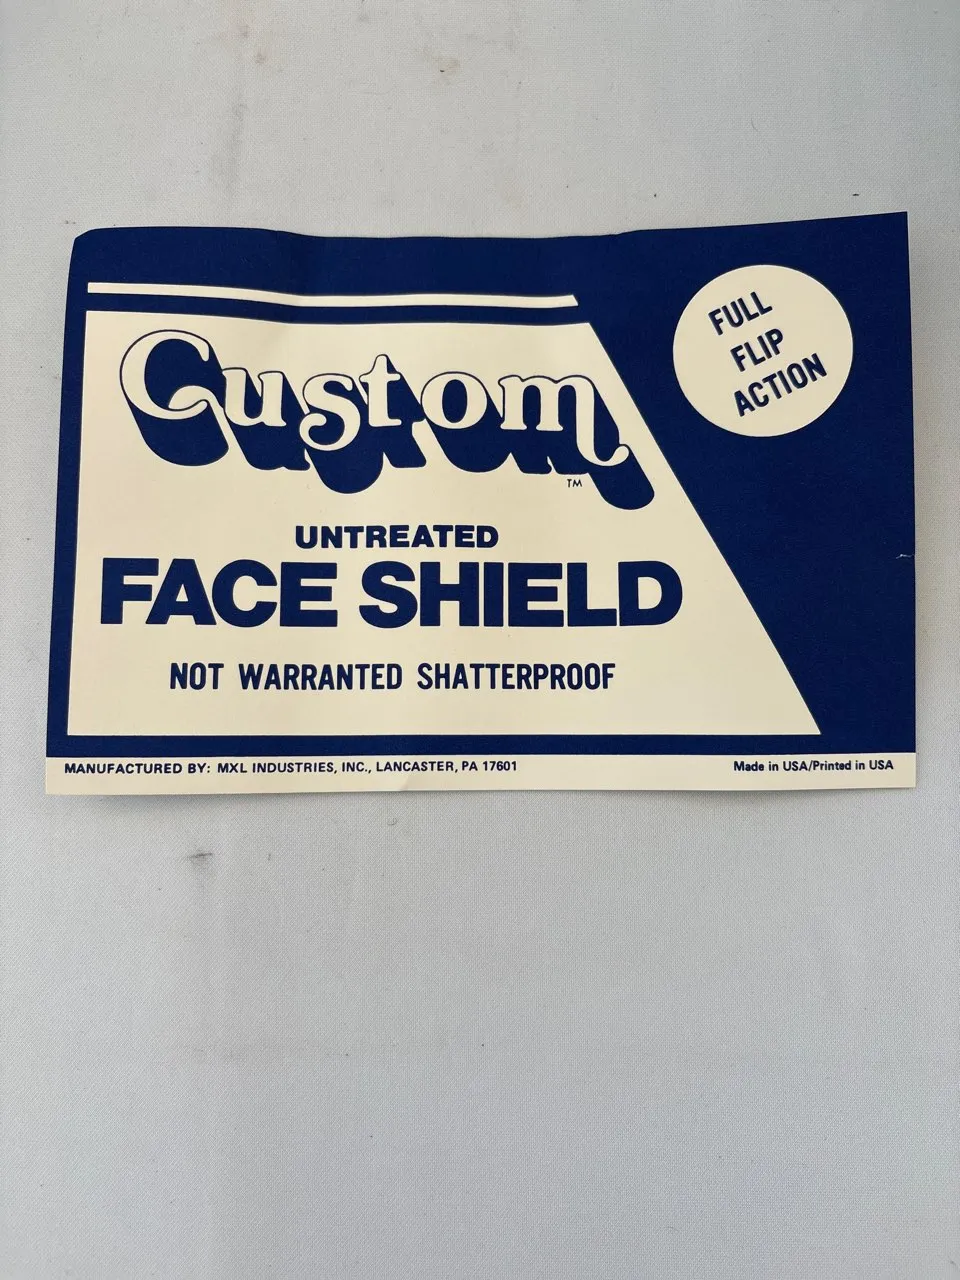 Custom
TM
UNTREATED
FACE SHIELD
NOT WARRANTED SHATTERPROOF
FULL
FLIP
ACTION
MANUFACTURED BY: MXL INDUSTRIES, INC., LANCASTER, PA 17601
Made in USA/Printed in USA